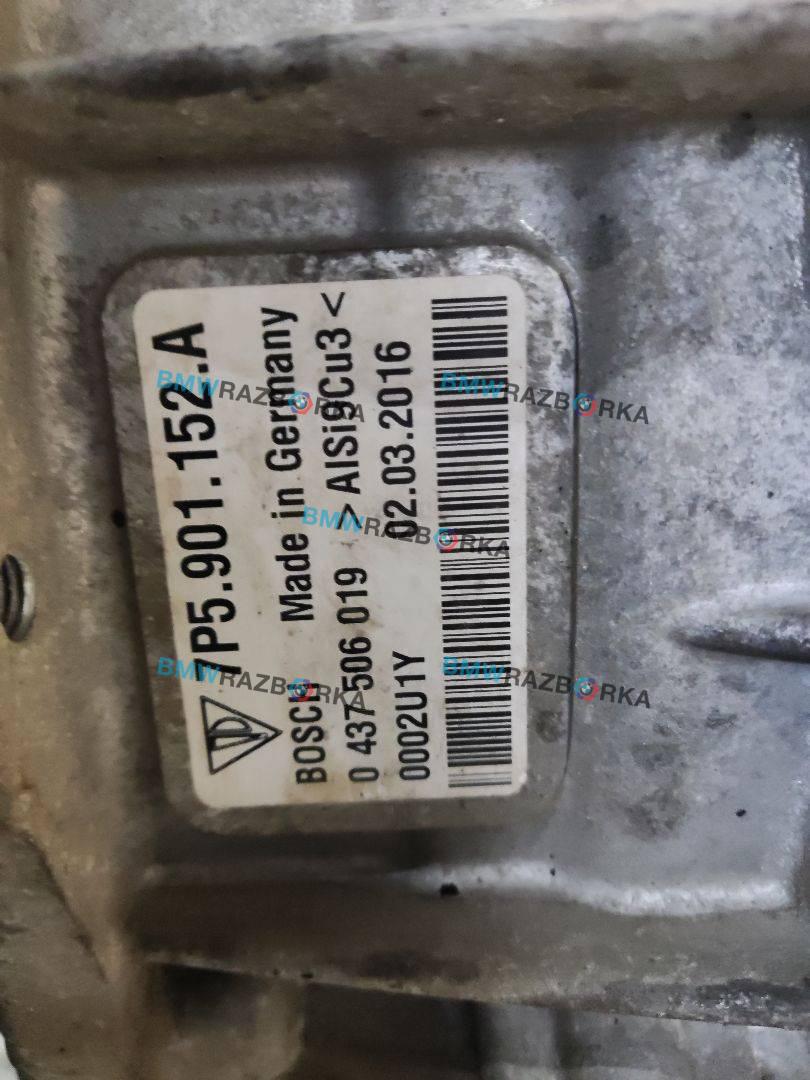 7P5.901.152.A
BOSCH Made in Germany
0 437 506 019 >AlSi9Cu3<
0002U1Y 02.03.2016
BMWRAZBORKA
BMWRAZBORKA
BMWRAZBORKA
BMWRAZBORKA
BMWRAZBORKA